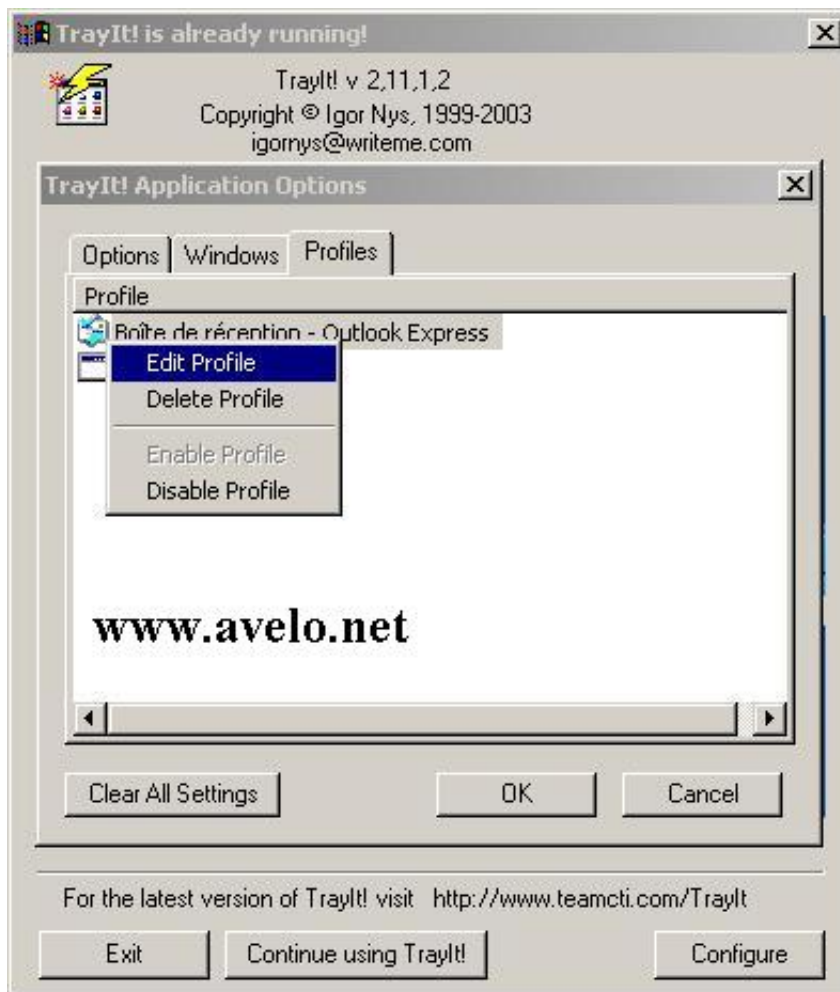 TrayIt! is already running!
TrayIt! v 2,11,1,2
Copyright © Igor Nys, 1999-2003
igornys@writeme.com
TrayIt! Application Options
Options Windows Profiles
Profile
Boîte de réception - Outlook Express
Edit Profile
Delete Profile
Enable Profile
Disable Profile
www.avelo.net
Clear All Settings OK Cancel
For the latest version of TrayIt! visit http://www.teamcti.com/TrayIt
Exit Continue using TrayIt! Configure